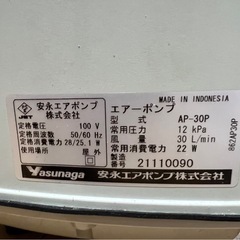 MADE IN INDONESIA
JET
安永エアポンプ
株式会社
定格電圧 100 V
定格周波数 50/60 Hz
定格消費電力 28/25.1 W
エアーポンプ
型式 AP-30P
常用圧力 12 kPa
風量 30 L/min
常用消費電力 22 W
製造番号 21110090
Yasunaga 安永エアポンプ株式会社
862AP30P